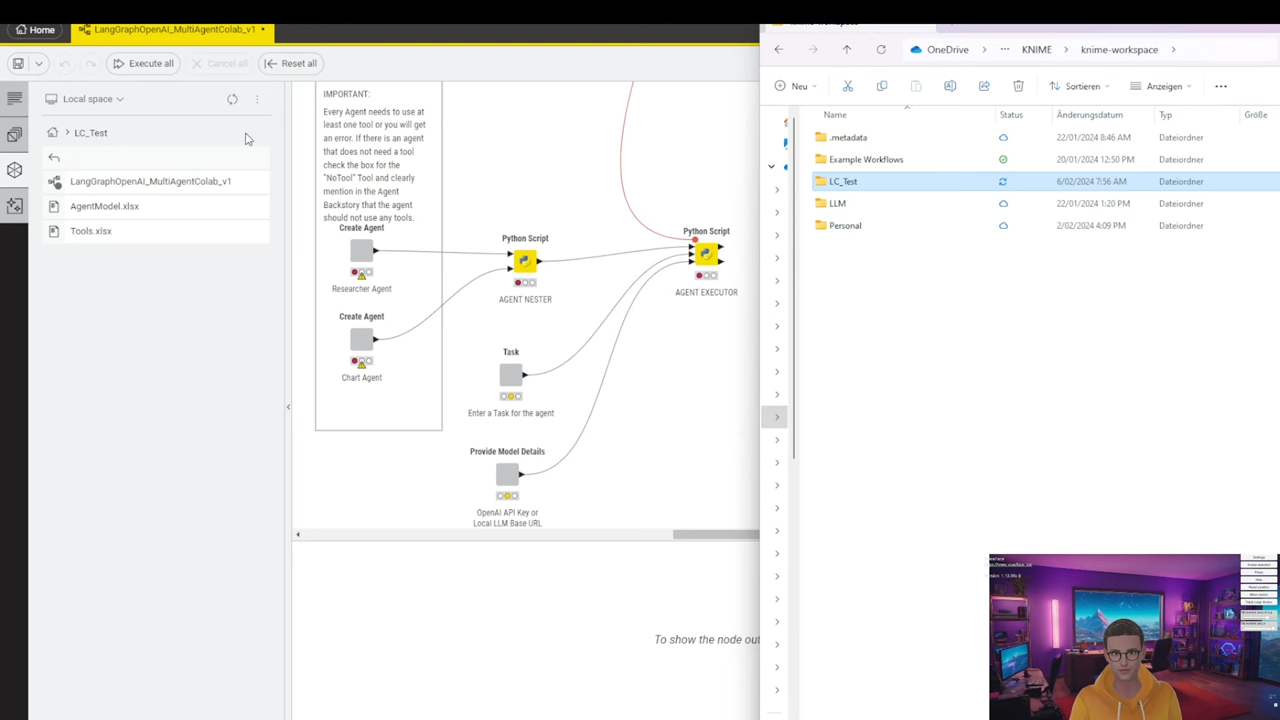 Home
LangGraphOpenAI_MultiAgentColab_v1
Execute all
Cancel all
Reset all
Local space
LC_Test
LangGraphOpenAI_MultiAgentColab_v1
AgentModel.xlsx
Tools.xlsx
IMPORTANT:
Every Agent needs to use at
least one tool or you will get
an error. If there is an agent
that does not need a tool
check the box for the
"NoTool" Tool and clearly
mention in the Agent
Backstory that the agent
should not use any tools.
Create Agent
Researcher Agent
Create Agent
Chart Agent
Python Script
AGENT NESTER
Task
Enter a Task for the agent
Provide Model Details
OpenAI API Key or
Local LLM Base URL
Python Script
AGENT EXECUTOR
To show the node out
OneDrive
KNIME
knime-workspace
Neu
Sortieren
Anzeigen
Name
Status
Änderungsdatum
Typ
Größe
.metadata
22/01/2024 8:46 AM
Dateiordner
Example Workflows
20/01/2024 12:50 PM
Dateiordner
LC_Test
6/02/2024 7:56 AM
Dateiordner
LLM
22/01/2024 1:20 PM
Dateiordner
Personal
2/02/2024 4:09 PM
Dateiordner